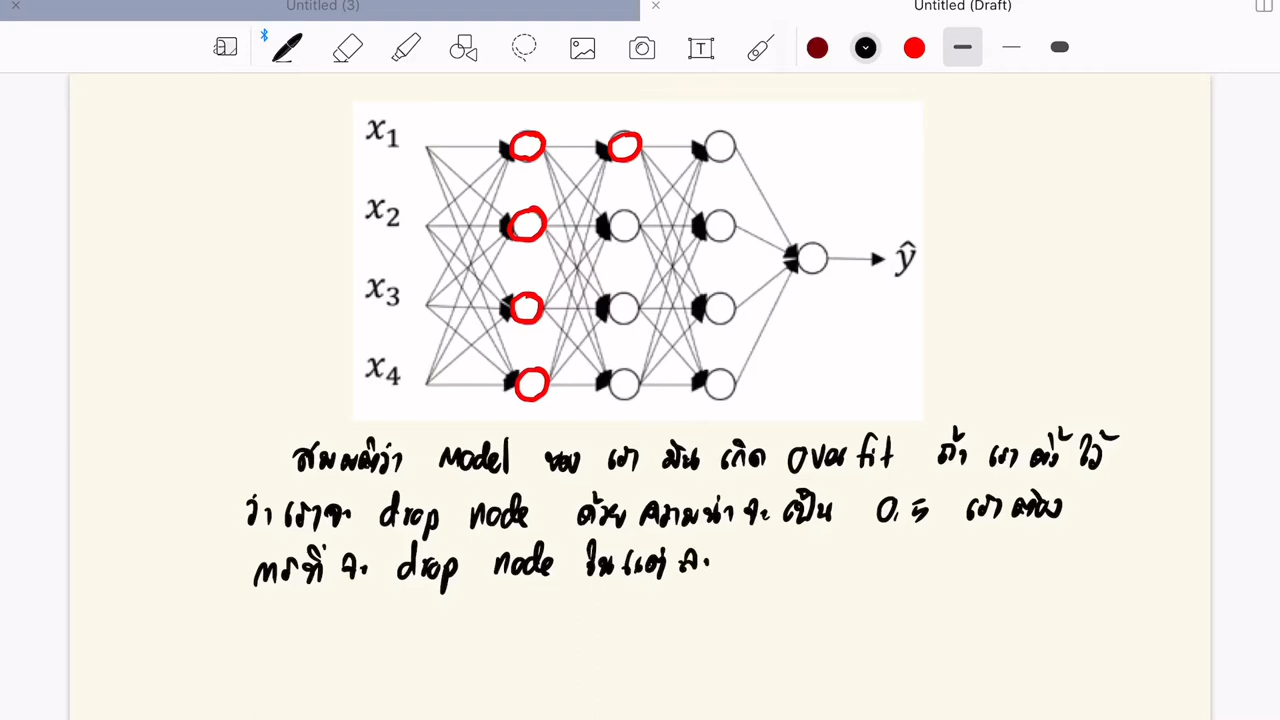 Untitled (3)
Untitled (Draft)
T
x₁
x₂
x₃
x₄
ŷ
สมมติว่า model ของ เรา มัน เกิด overfit ถ้า เราตั้งไว้
ว่าเราจะ drop node ด้วย ความน่าจะเป็น 0.5 เราต้อง
การที่ จะ drop node ในแต่ละ